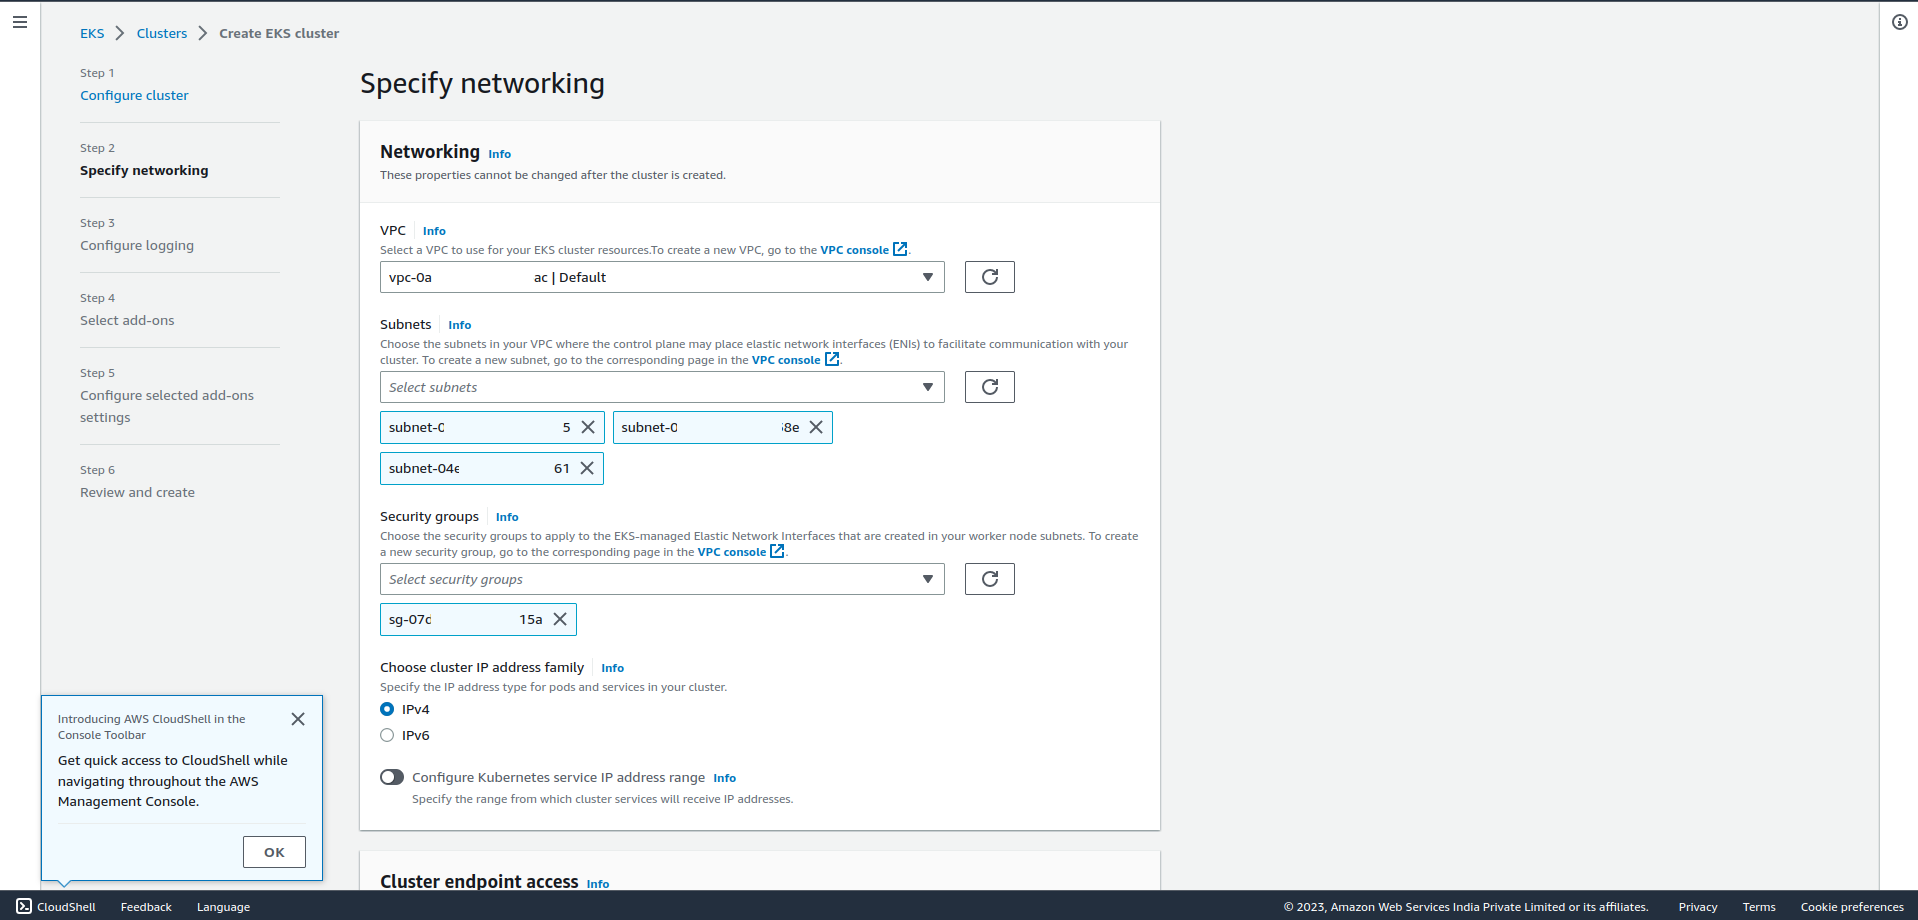 EKS > Clusters > Create EKS cluster
Step 1
Configure cluster
Step 2
Specify networking
Step 3
Configure logging
Step 4
Select add-ons
Step 5
Configure selected add-ons
settings
Step 6
Review and create
Specify networking
Networking Info
These properties cannot be changed after the cluster is created.
VPC Info
Select a VPC to use for your EKS cluster resources.To create a new VPC, go to the VPC console.
vpc-0a ac | Default
Subnets Info
Choose the subnets in your VPC where the control plane may place elastic network interfaces (ENIs) to facilitate communication with your
cluster. To create a new subnet, go to the corresponding page in the VPC console.
Select subnets
subnet-0 5
subnet-0 8e
subnet-04e 61
Security groups Info
Choose the security groups to apply to the EKS-managed Elastic Network Interfaces that are created in your worker node subnets. To create
a new security group, go to the corresponding page in the VPC console.
Select security groups
sg-07d 15a
Choose cluster IP address family Info
Specify the IP address type for pods and services in your cluster.
IPv4
IPv6
Configure Kubernetes service IP address range Info
Specify the range from which cluster services will receive IP addresses.
Cluster endpoint access Info
Introducing AWS CloudShell in the
Console Toolbar
Get quick access to CloudShell while
navigating throughout the AWS
Management Console.
OK
CloudShell Feedback Language © 2023, Amazon Web Services India Private Limited or its affiliates. Privacy Terms Cookie preferences